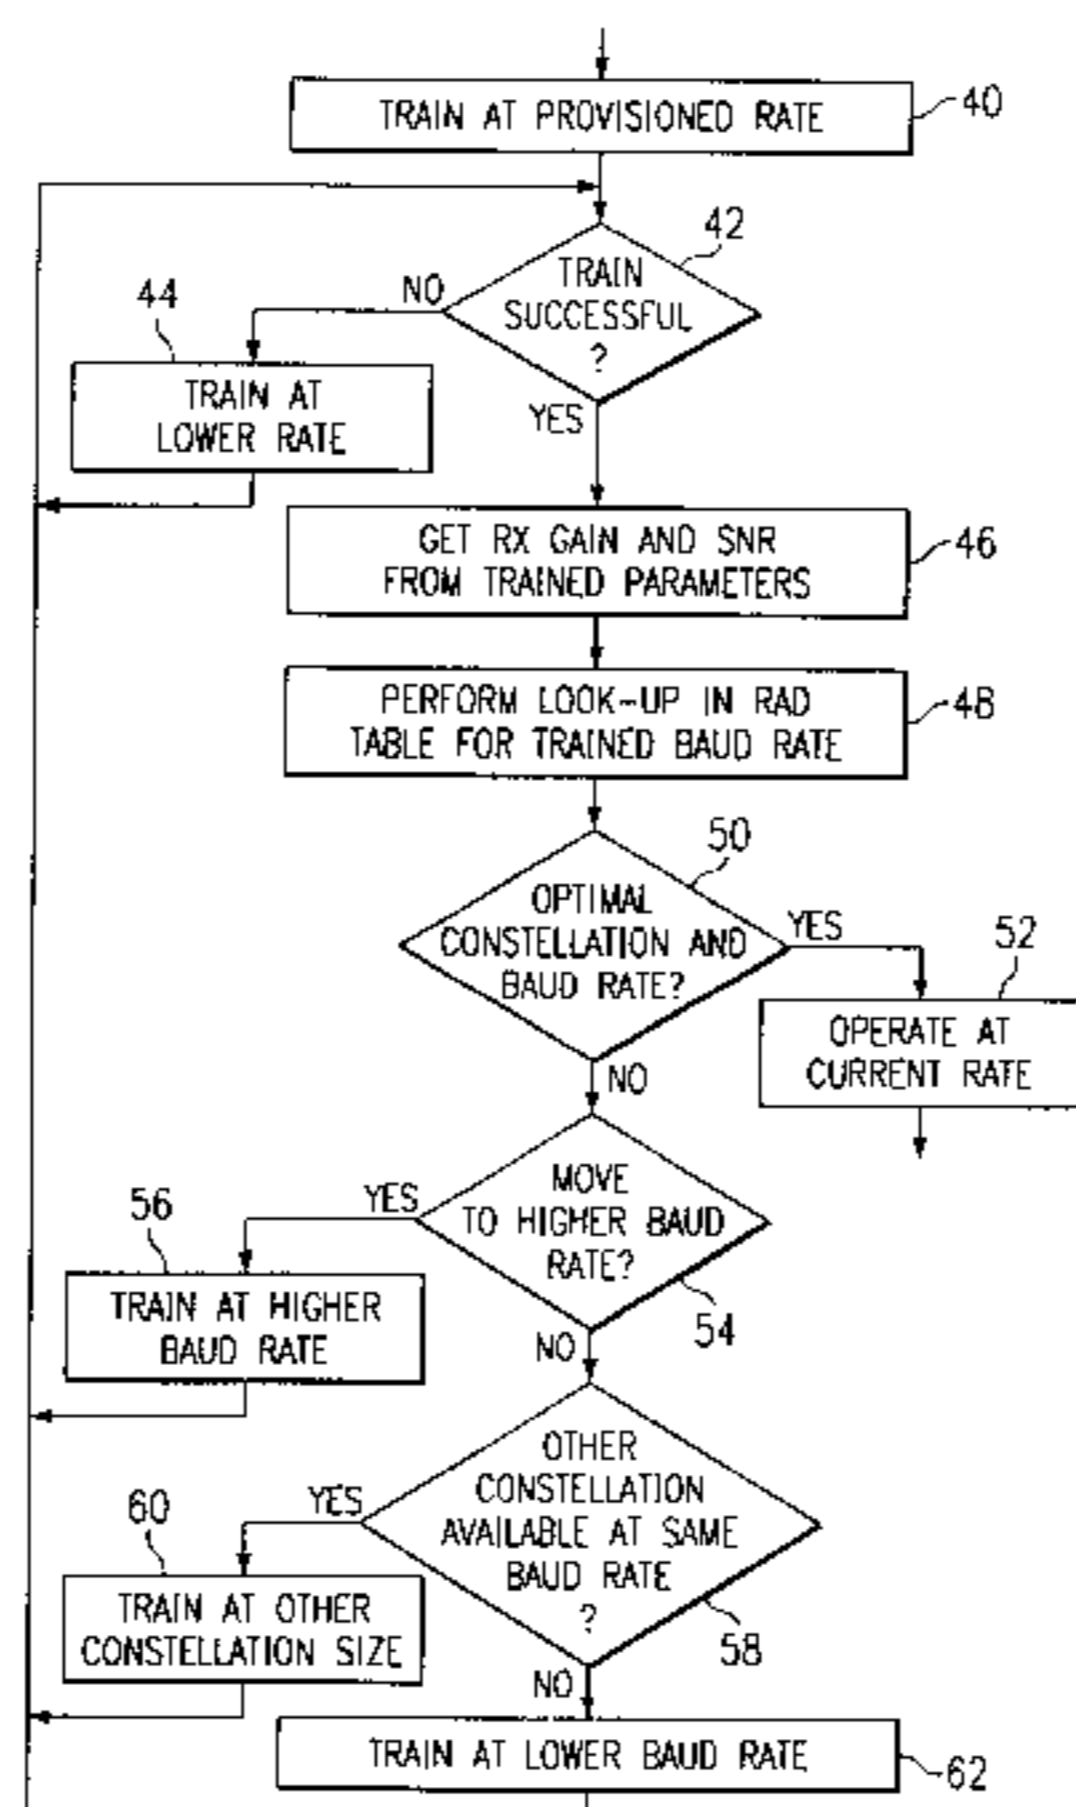 TRAIN AT PROVISIONED RATE
40
42
TRAIN
SUCCESSFUL
?
NO
YES
44
TRAIN AT
LOWER RATE
GET RX GAIN AND SNR
FROM TRAINED PARAMETERS
46
PERFORM LOOK-UP IN RAD
TABLE FOR TRAINED BAUD RATE
48
50
OPTIMAL
CONSTELLATION AND
BAUD RATE?
YES
NO
52
OPERATE AT
CURRENT RATE
MOVE
TO HIGHER BAUD
RATE?
54
YES
NO
56
TRAIN AT HIGHER
BAUD RATE
OTHER
CONSTELLATION
AVAILABLE AT SAME
BAUD RATE
?
58
YES
NO
60
TRAIN AT OTHER
CONSTELLATION SIZE
TRAIN AT LOWER BAUD RATE
62